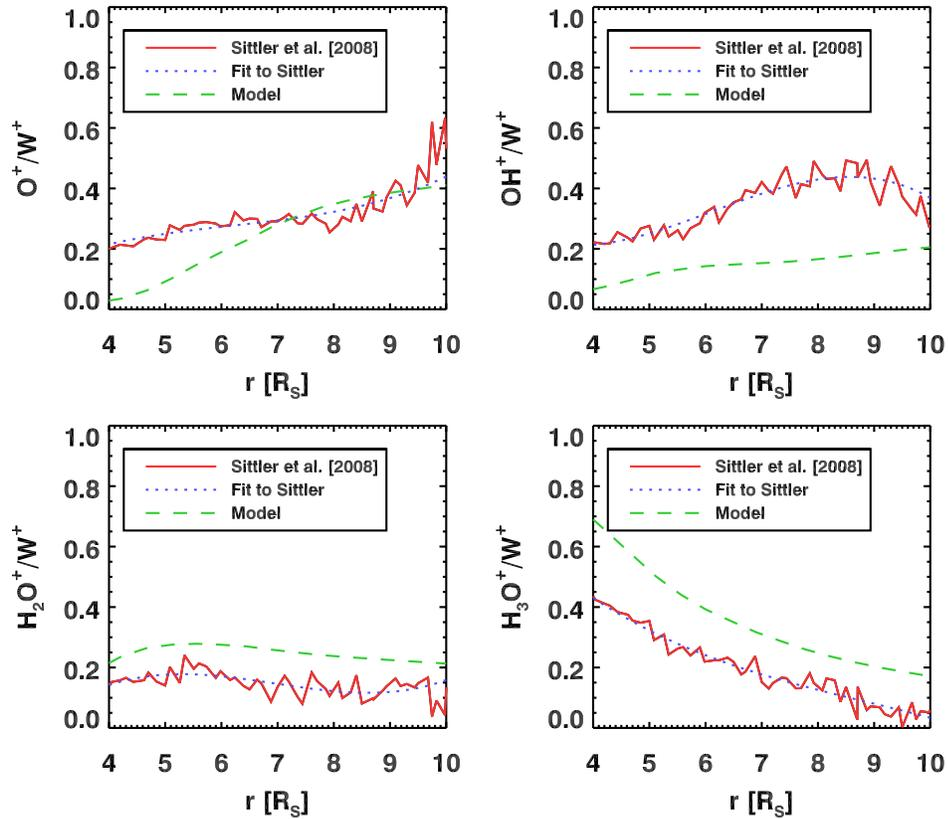 1.0
Sittler et al. [2008]
Fit to Sittler
Model
0.8
0.6
0.4
0.2
0.0
O+/W+
4 5 6 7 8 9 10
r [RS]
1.0
Sittler et al. [2008]
Fit to Sittler
Model
0.8
0.6
0.4
0.2
0.0
OH+/W+
4 5 6 7 8 9 10
r [RS]
1.0
Sittler et al. [2008]
Fit to Sittler
Model
0.8
0.6
0.4
0.2
0.0
H2O+/W+
4 5 6 7 8 9 10
r [RS]
1.0
Sittler et al. [2008]
Fit to Sittler
Model
0.8
0.6
0.4
0.2
0.0
H3O+/W+
4 5 6 7 8 9 10
r [RS]